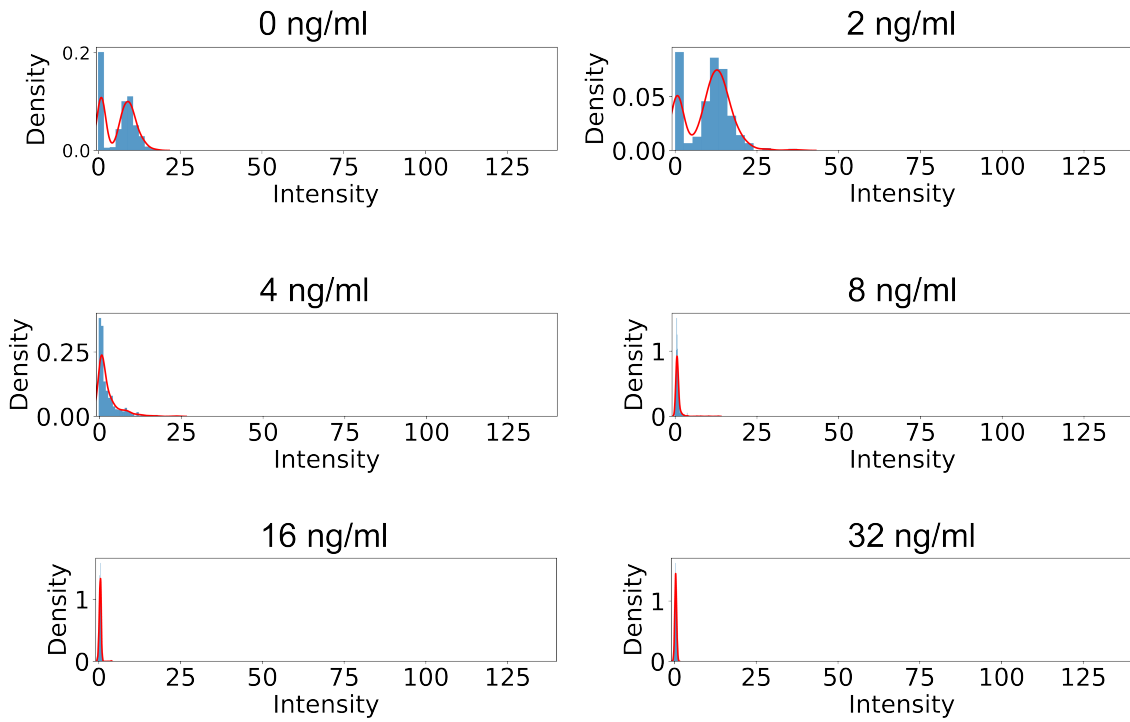 0 ng/ml
Density
0.2
0.0
0 25 50 75 100 125
Intensity
2 ng/ml
Density
0.05
0.00
0 25 50 75 100 125
Intensity
4 ng/ml
Density
0.25
0.00
0 25 50 75 100 125
Intensity
8 ng/ml
Density
1
0
0 25 50 75 100 125
Intensity
16 ng/ml
Density
1
0
0 25 50 75 100 125
Intensity
32 ng/ml
Density
1
0
0 25 50 75 100 125
Intensity